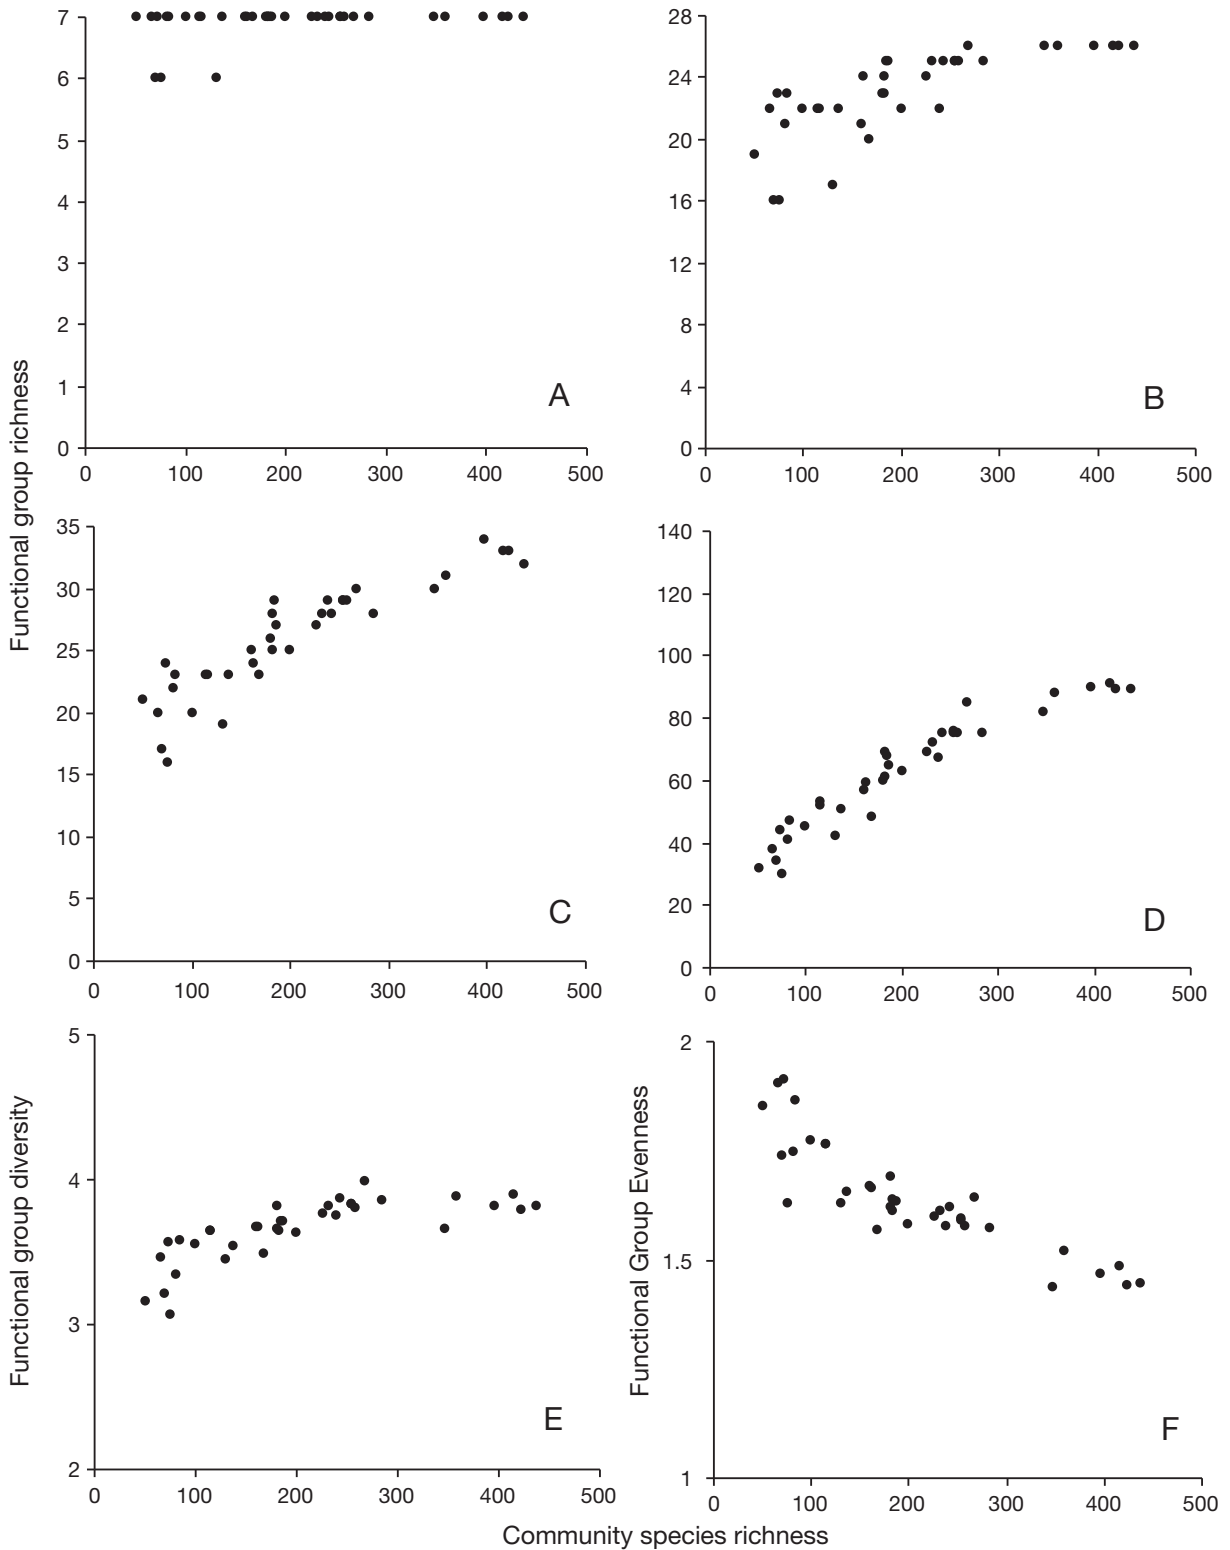 Functional group richness
7
6
5
4
3
2
1
0
0 100 200 300 400 500
A
28
24
20
16
12
8
4
0
0 100 200 300 400 500
B
35
30
25
20
15
10
5
0
0 100 200 300 400 500
C
140
120
100
80
60
40
20
0
0 100 200 300 400 500
D
Functional group diversity
5
4
3
2
0 100 200 300 400 500
E
Functional Group Evenness
2
1.5
1
0 100 200 300 400 500
F
Community species richness